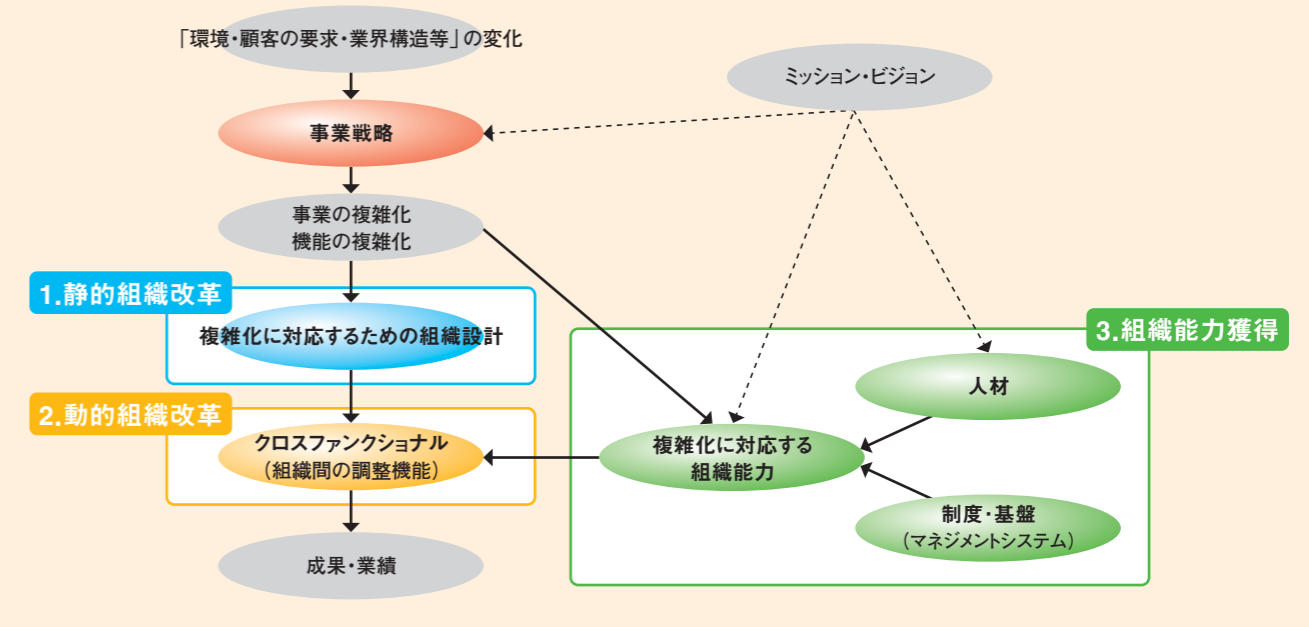 「環境・顧客の要求・業界構造等」の変化
ミッション・ビジョン
事業戦略
事業の複雑化
機能の複雑化
1.静的組織改革
複雑化に対応するための組織設計
3.組織能力獲得
人材
2.動的組織改革
クロスファンクショナル
（組織間の調整機能）
複雑化に対応する
組織能力
制度・基盤
（マネジメントシステム）
成果・業績